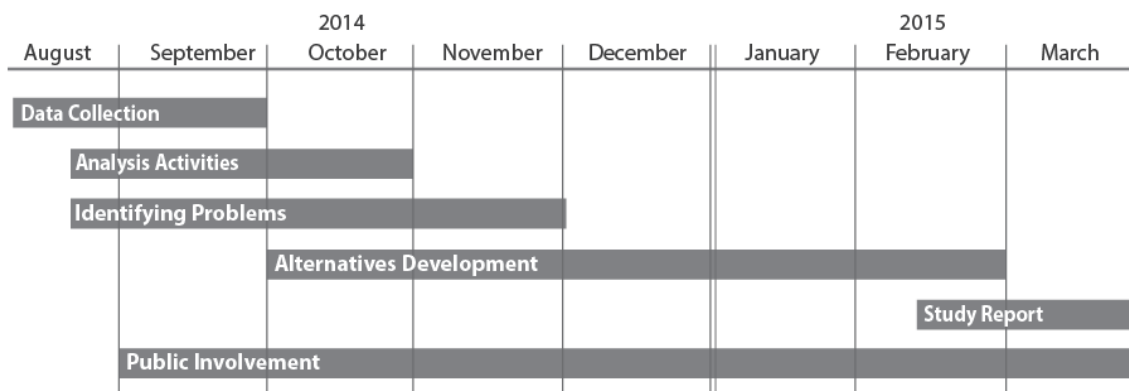 2014 2015
August September October November December January February March
Data Collection
Analysis Activities
Identifying Problems
Alternatives Development
Study Report
Public Involvement